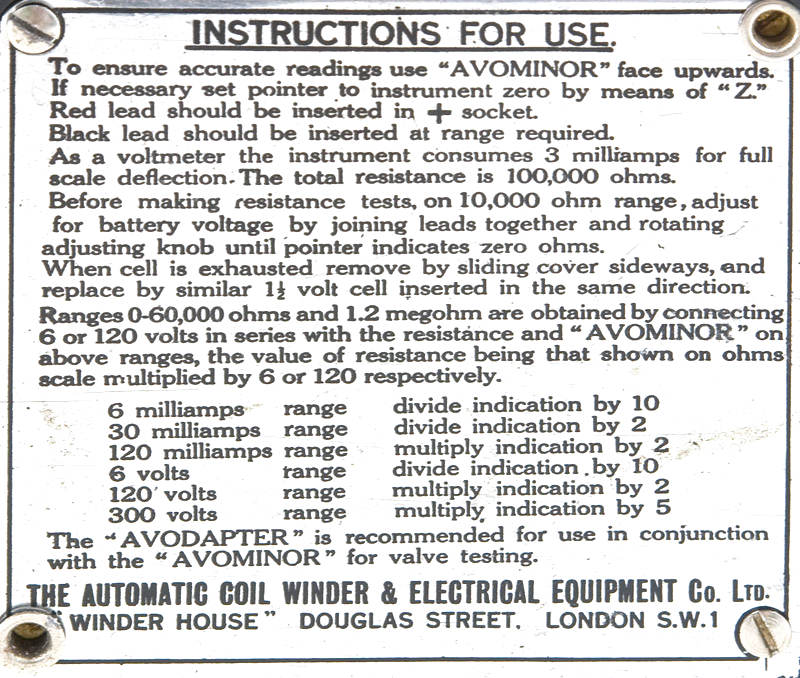 INSTRUCTIONS FOR USE.
To ensure accurate readings use "AVOMINOR" face upwards.
If necessary set pointer to instrument zero by means of "Z."
Red lead should be inserted in + socket.
Black lead should be inserted at range required.
As a voltmeter the instrument consumes 3 milliamps for full
scale deflection. The total resistance is 100,000 ohms.
Before making resistance tests, on 10,000 ohm range, adjust
for battery voltage by joining leads together and rotating
adjusting knob until pointer indicates zero ohms.
When cell is exhausted remove by sliding cover sideways, and
replace by similar 1½ volt cell inserted in the same direction.
Ranges 0-60,000 ohms and 1.2 megohm are obtained by connecting
6 or 120 volts in series with the resistance and "AVOMINOR" on
above ranges, the value of resistance being that shown on ohms
scale multiplied by 6 or 120 respectively.
6 milliamps range divide indication by 10
30 milliamps range divide indication by 2
120 milliamps range multiply indication by 2
6 volts range divide indication by 10
120 volts range multiply indication by 2
300 volts range multiply indication by 5
The "AVODAPTER" is recommended for use in conjunction
with the "AVOMINOR" for valve testing.
THE AUTOMATIC COIL WINDER & ELECTRICAL EQUIPMENT Co. LTD.
"WINDER HOUSE" DOUGLAS STREET. LONDON S.W.1